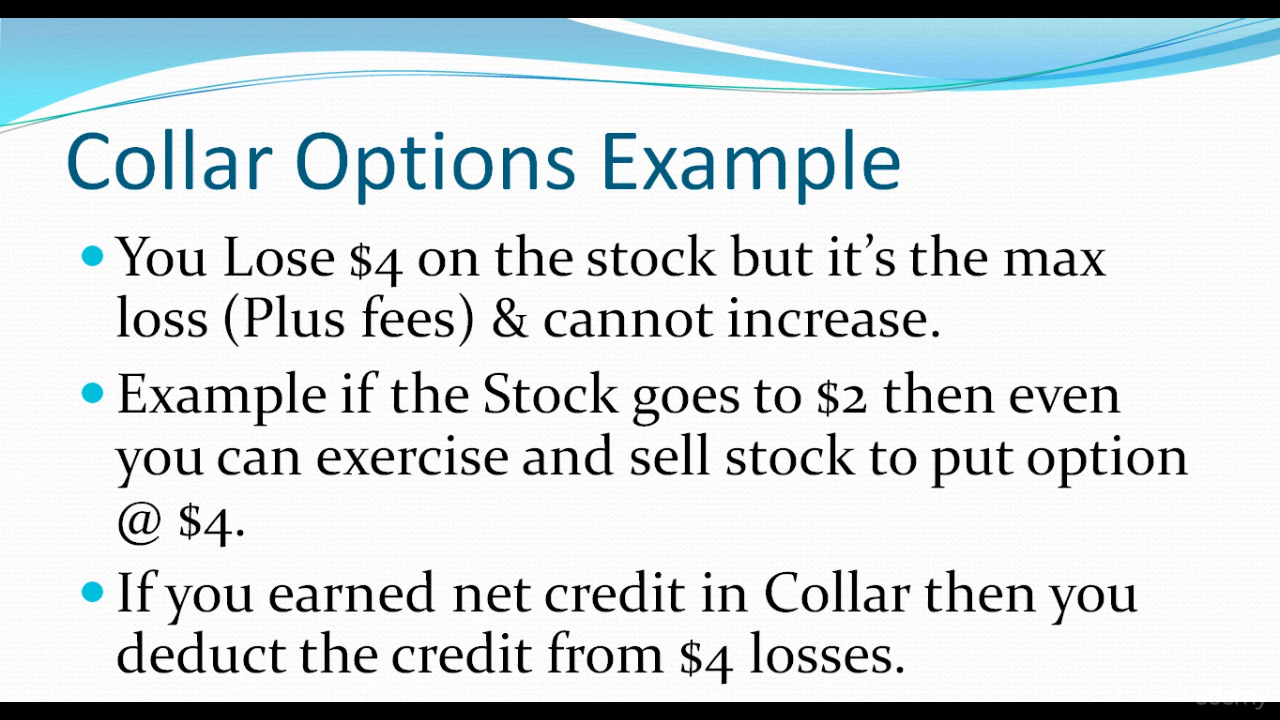 Collar Options Example
• You Lose $4 on the stock but it’s the max
loss (Plus fees) & cannot increase.
• Example if the Stock goes to $2 then even
you can exercise and sell stock to put option
@ $4.
• If you earned net credit in Collar then you
deduct the credit from $4 losses.